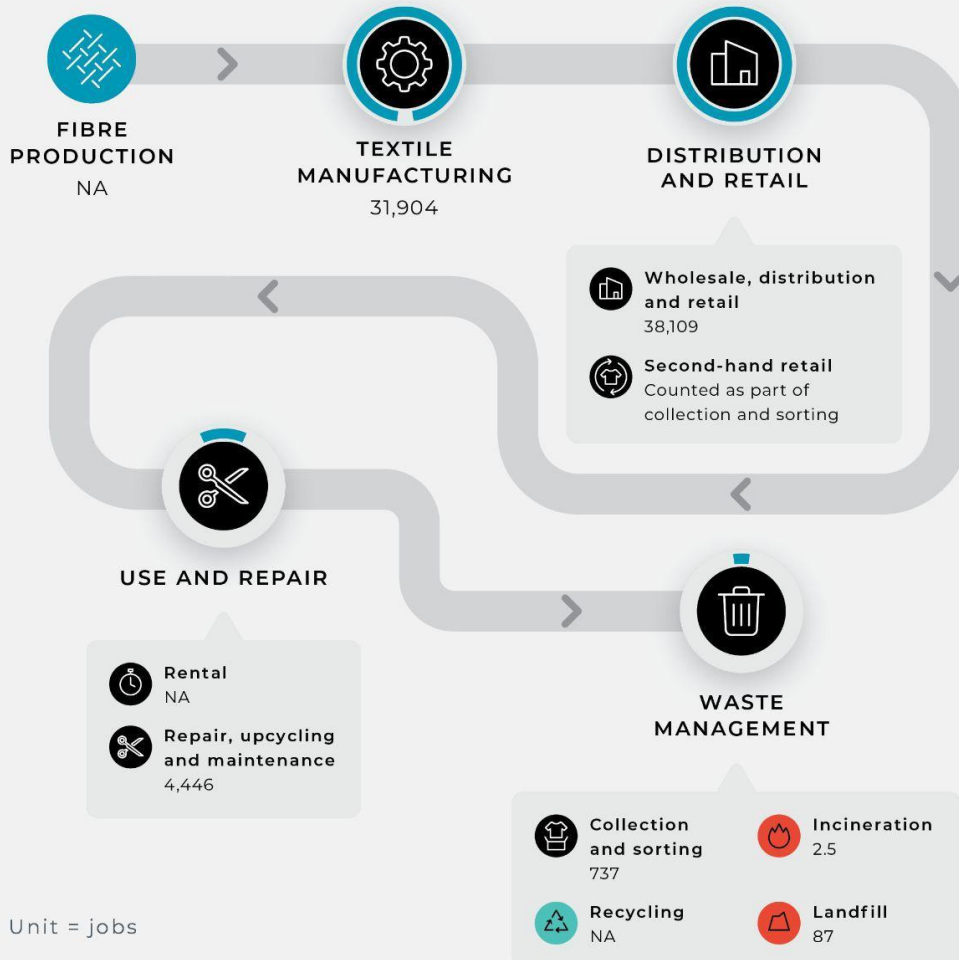 FIBRE
PRODUCTION
NA
TEXTILE
MANUFACTURING
31,904
DISTRIBUTION
AND RETAIL
Wholesale, distribution
and retail
38,109
Second-hand retail
Counted as part of
collection and sorting
USE AND REPAIR
Rental
NA
Repair, upcycling
and maintenance
4,446
WASTE
MANAGEMENT
Collection
and sorting
737
Incineration
2.5
Recycling
NA
Landfill
87
Unit = jobs